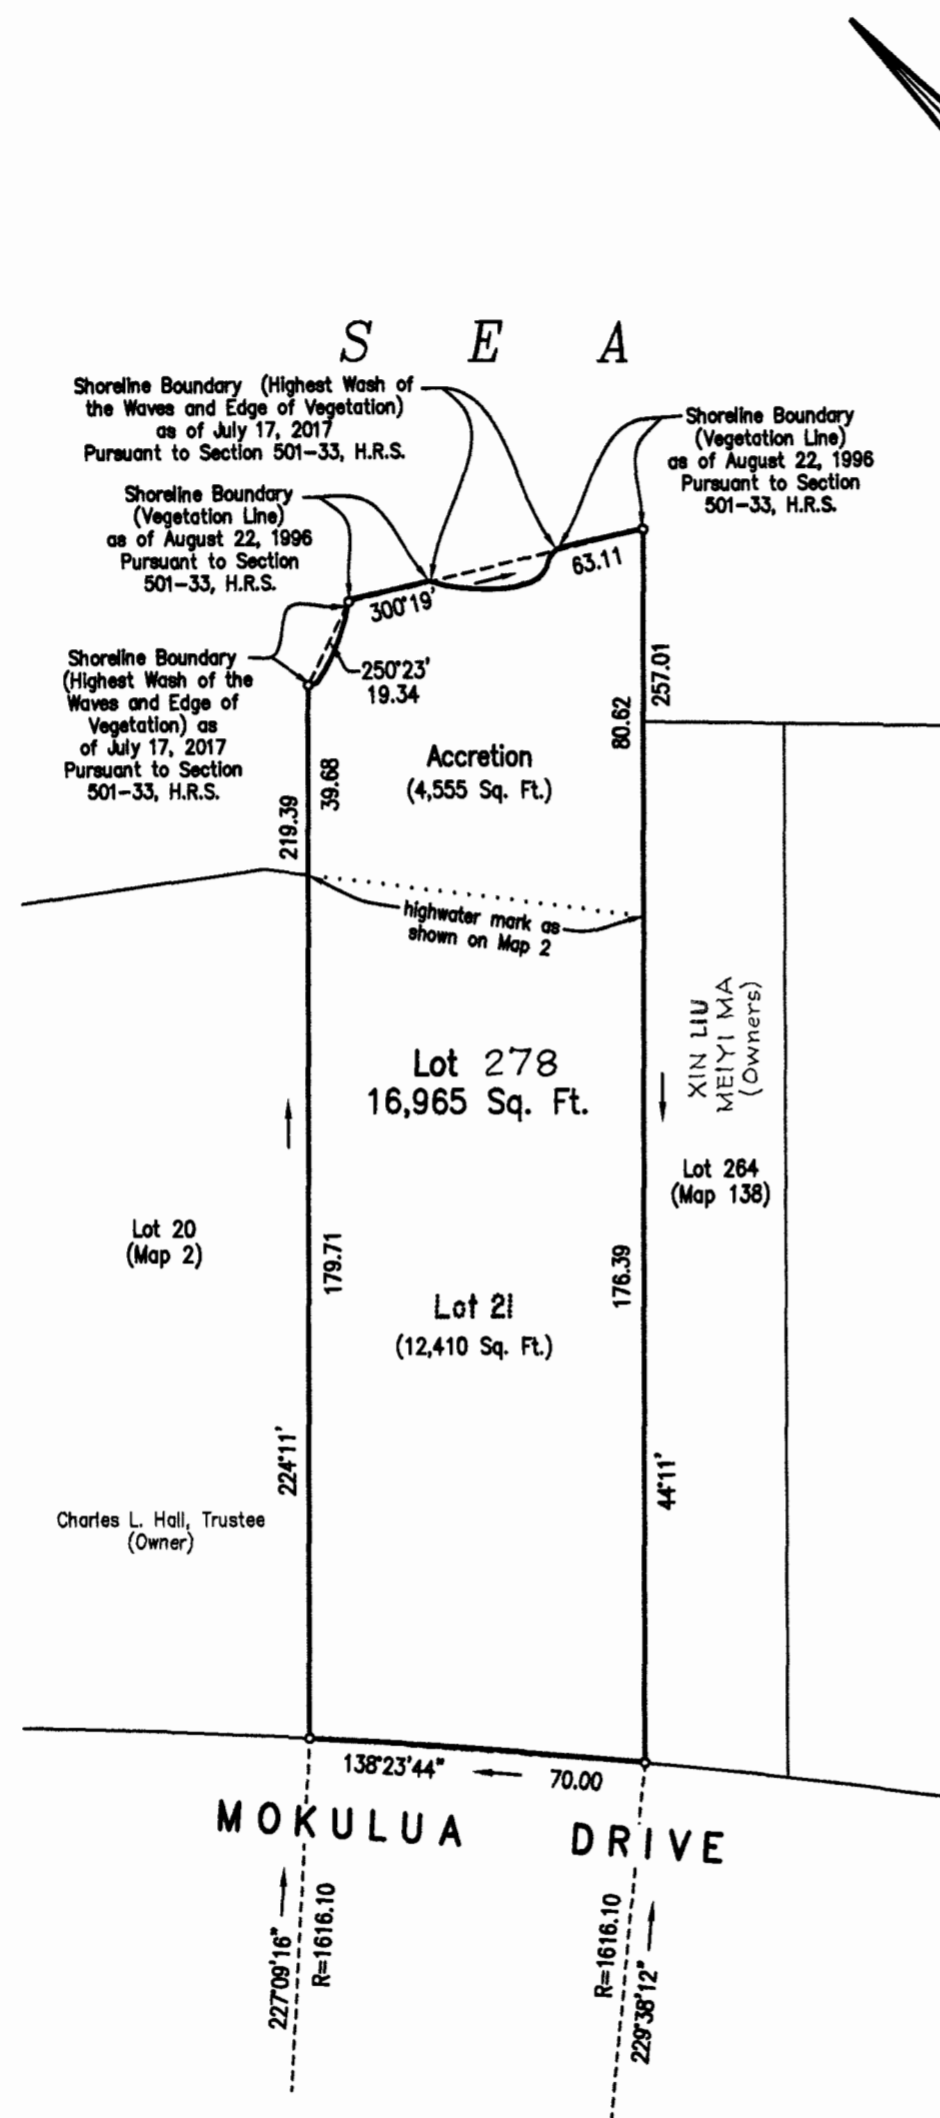 S E A
Shoreline Boundary (Highest Wash of
the Waves and Edge of Vegetation)
as of July 17, 2017
Pursuant to Section 501-33, H.R.S.
Shoreline Boundary
(Vegetation Line)
as of August 22, 1996
Pursuant to Section
501-33, H.R.S.
Shoreline Boundary
(Vegetation Line)
as of August 22, 1996
Pursuant to Section
501-33, H.R.S.
63.11
300°19'
Shoreline Boundary
(Highest Wash of the
Waves and Edge of
Vegetation) as
of July 17, 2017
Pursuant to Section
501-33, H.R.S.
250°23'
19.34
257.01
80.62
Accretion
(4,555 Sq. Ft.)
39.68
219.39
highwater mark as
shown on Map 2
XIN LIU
MEIYI MA
(Owners)
Lot 278
16,965 Sq. Ft.
Lot 264
(Map 138)
Lot 20
(Map 2)
179.71
176.39
Lot 21
(12,410 Sq. Ft.)
224°11'
44°11'
Charles L. Hall, Trustee
(Owner)
138°23'44"
70.00
MOKULUA DRIVE
227°09'16"
R=1616.10
R=1616.10
229°38'12"